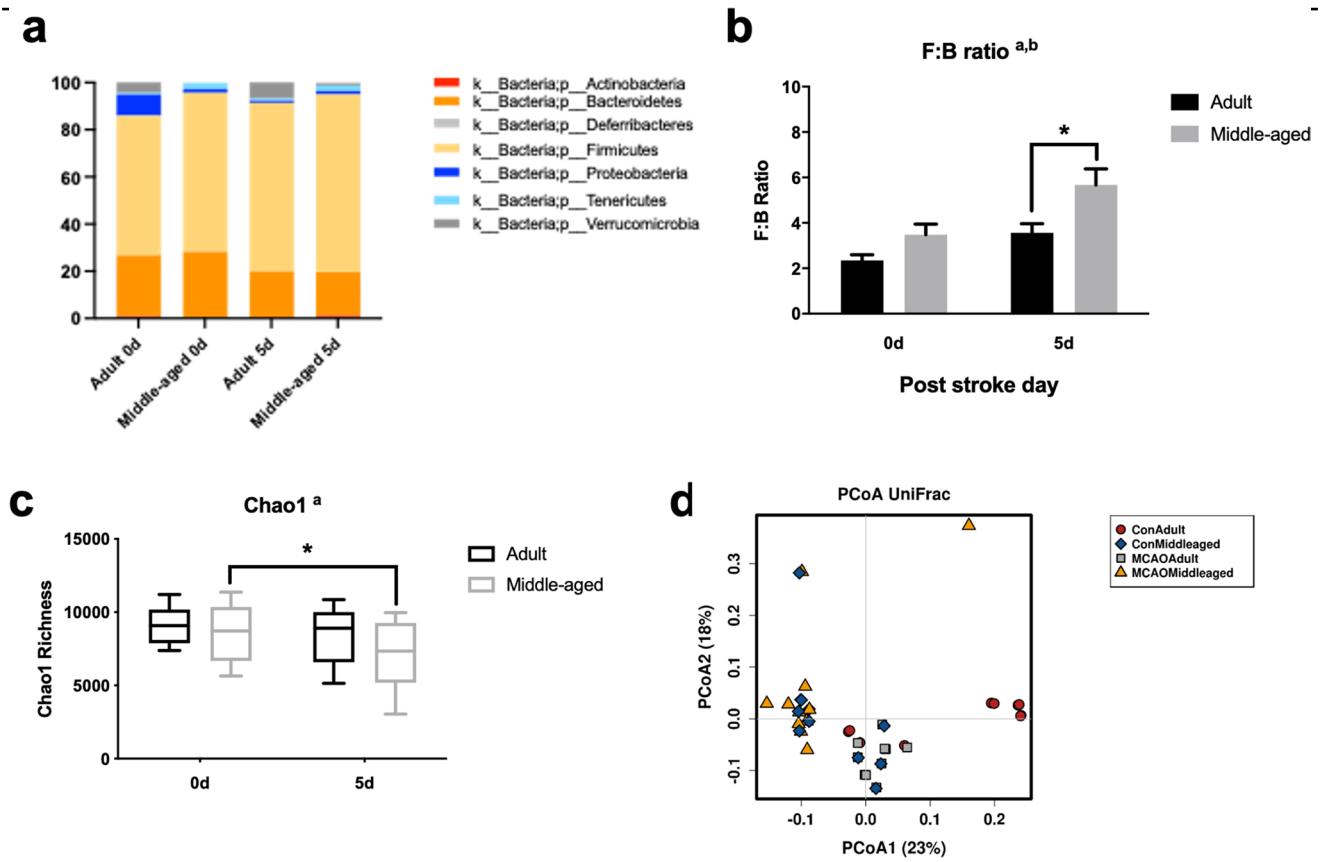 a
100
80
60
40
20
0
Adult 0d
Middle-aged 0d
Adult 5d
Middle-aged 5d
k__Bacteria;p__Actinobacteria
k__Bacteria;p__Bacteroidetes
k__Bacteria;p__Deferribacteres
k__Bacteria;p__Firmicutes
k__Bacteria;p__Proteobacteria
k__Bacteria;p__Tenericutes
k__Bacteria;p__Verrucomicrobia
b
F:B ratio a,b
F:B Ratio
10
8
6
4
2
0
*
0d
5d
Post stroke day
Adult
Middle-aged
c
Chao1 a
Chao1 Richness
15000
10000
5000
0
*
0d
5d
Adult
Middle-aged
d
PCoA UniFrac
PCoA2 (18%)
0.3
0.2
0.1
0.0
-0.1
-0.1
0.0
0.1
0.2
PCoA1 (23%)
ConAdult
ConMiddleaged
MCAOAdult
MCAOMiddleaged